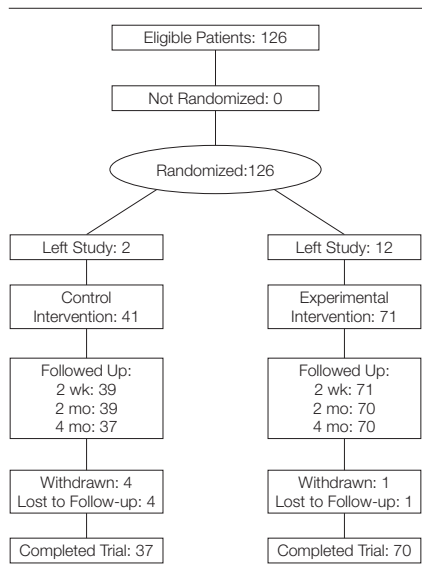 Eligible Patients: 126
Not Randomized: 0
Randomized:126
Left Study: 2
Control
Intervention: 41
Followed Up:
2 wk: 39
2 mo: 39
4 mo: 37
Withdrawn: 4
Lost to Follow-up: 4
Completed Trial: 37
Left Study: 12
Experimental
Intervention: 71
Followed Up:
2 wk: 71
2 mo: 70
4 mo: 70
Withdrawn: 1
Lost to Follow-up: 1
Completed Trial: 70